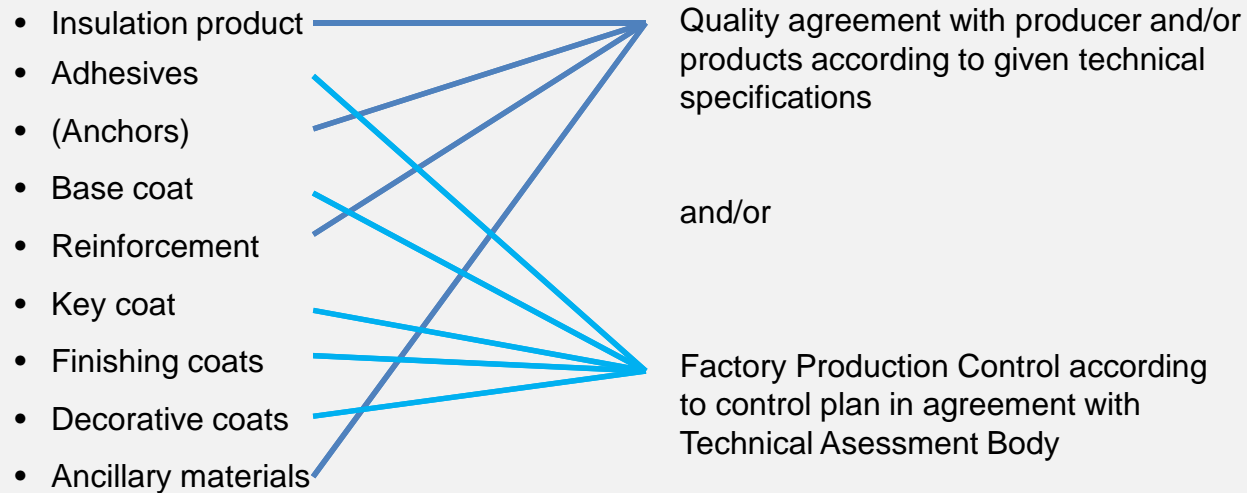 • Insulation product
• Adhesives
• (Anchors)
• Base coat
• Reinforcement
• Key coat
• Finishing coats
• Decorative coats
• Ancillary materials
Quality agreement with producer and/or
products according to given technical
specifications
and/or
Factory Production Control according
to control plan in agreement with
Technical Asessment Body